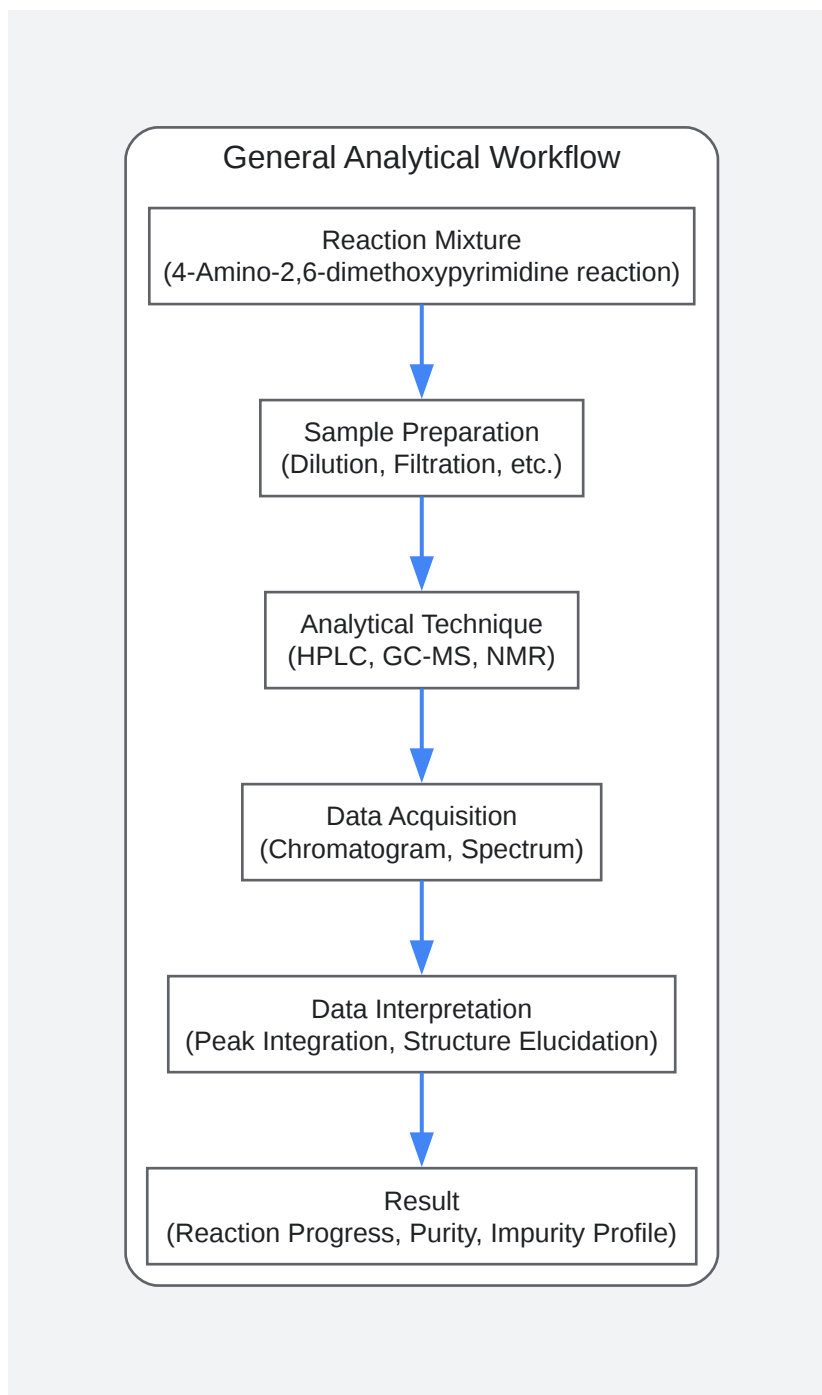 General Analytical Workflow
Reaction Mixture
(4-Amino-2,6-dimethoxypyrimidine reaction)
Sample Preparation
(Dilution, Filtration, etc.)
Analytical Technique
(HPLC, GC-MS, NMR)
Data Acquisition
(Chromatogram, Spectrum)
Data Interpretation
(Peak Integration, Structure Elucidation)
Result
(Reaction Progress, Purity, Impurity Profile)